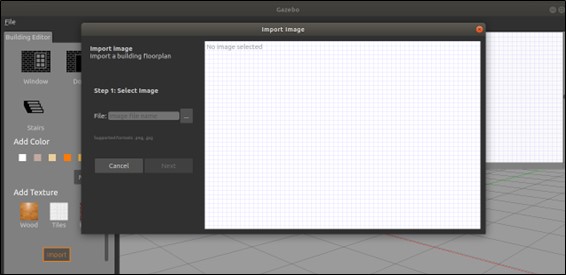 Gazebo
File
Import Image
Building Editor
Import Image
Import a building floorplan
No image selected
Window
Step 1: Select Image
File: Image file name ...
Stairs
Supported formats: .png, .jpg
Add Color
Cancel Next
Add Texture
Wood Tiles
Import